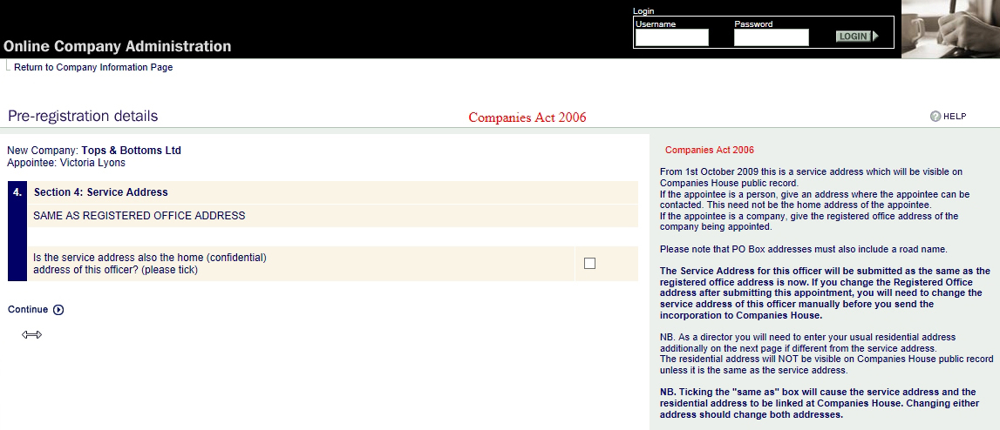 Login
Username Password
LOGIN
Online Company Administration
Return to Company Information Page
Pre-registration details
Companies Act 2006
HELP
New Company: Tops & Bottoms Ltd
Appointee: Victoria Lyons
4. Section 4: Service Address
SAME AS REGISTERED OFFICE ADDRESS
Is the service address also the home (confidential)
address of this officer? (please tick)
Continue
Companies Act 2006
From 1st October 2009 this is a service address which will be visible on
Companies House public record.
If the appointee is a person, give an address where the appointee can be
contacted. This need not be the home address of the appointee.
If the appointee is a company, give the registered office address of the
company being appointed.
Please note that PO Box addresses must also include a road name.
The Service Address for this officer will be submitted as the same as the
registered office address is now. If you change the Registered Office
address after submitting this appointment, you will need to change the
service address of this officer manually before you send the
incorporation to Companies House.
NB. As a director you will need to enter your usual residential address
additionally on the next page if different from the service address.
The residential address will NOT be visible on Companies House public record
unless it is the same as the service address.
NB. Ticking the "same as" box will cause the service address and the
residential address to be linked at Companies House. Changing either
address should change both addresses.